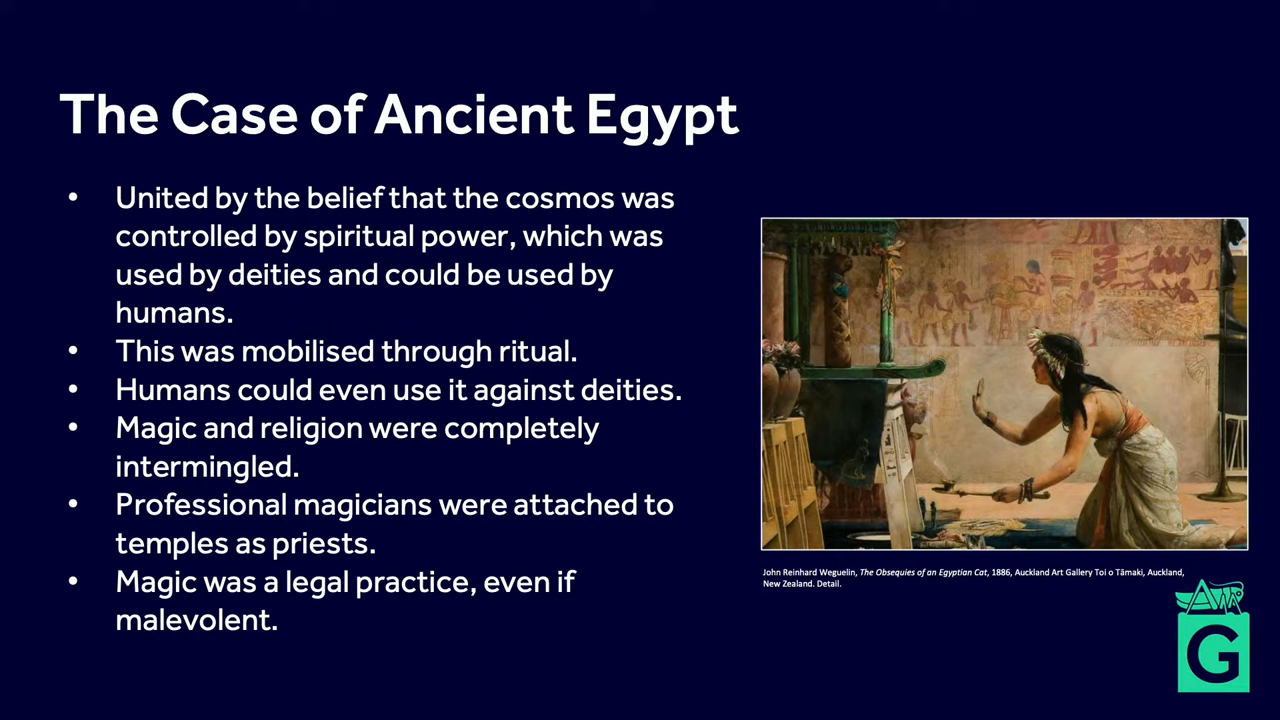 The Case of Ancient Egypt
• United by the belief that the cosmos was
controlled by spiritual power, which was
used by deities and could be used by
humans.
• This was mobilised through ritual.
• Humans could even use it against deities.
• Magic and religion were completely
intermingled.
• Professional magicians were attached to
temples as priests.
• Magic was a legal practice, even if
malevolent.
John Reinhard Weguelin, The Obsequies of an Egyptian Cat, 1886, Auckland Art Gallery Toi o Tāmaki, Auckland,
New Zealand. Detail.
G